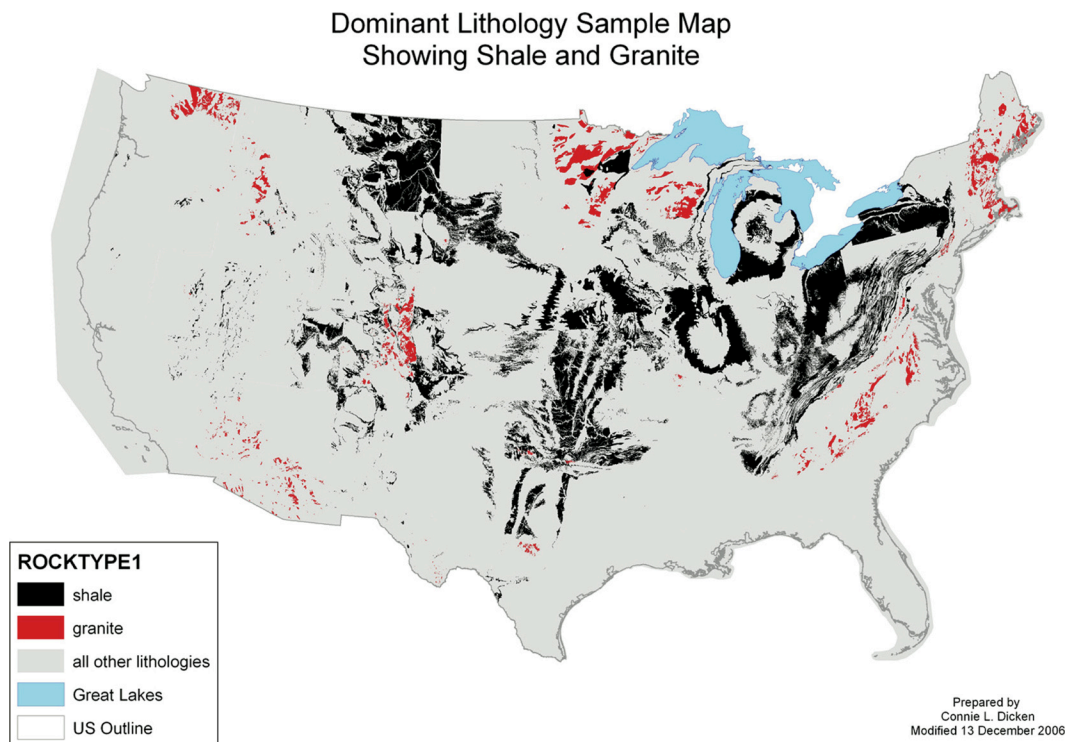 Dominant Lithology Sample Map
Showing Shale and Granite
ROCKTYPE1
shale
granite
all other lithologies
Great Lakes
US Outline
Prepared by
Connie L. Dicken
Modified 13 December 2006